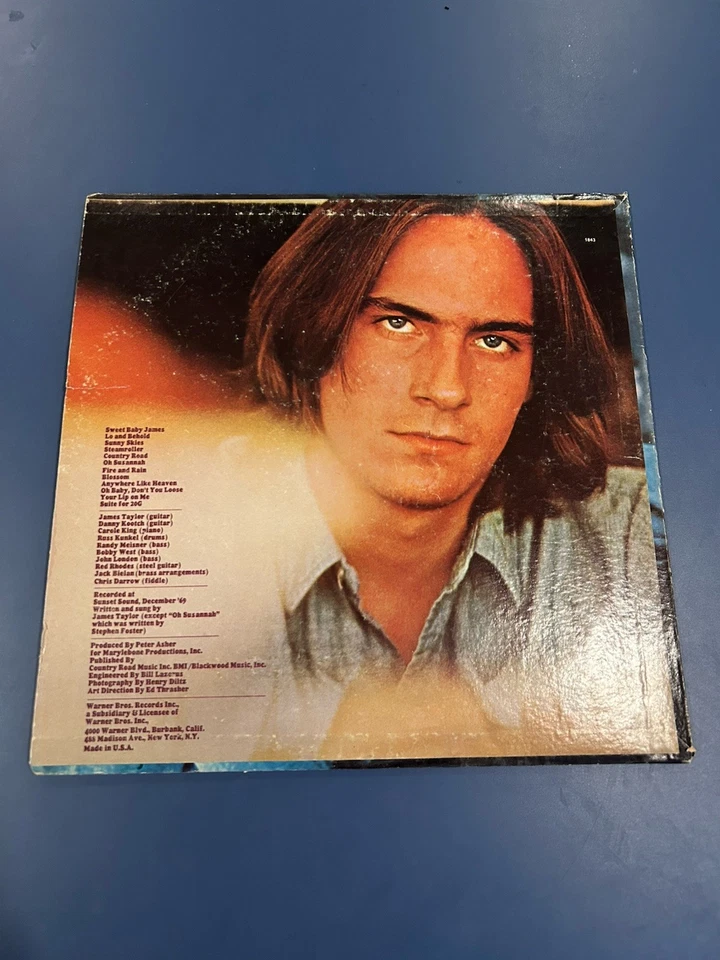 1843
Sweet Baby James
Lo and Behold
Sunny Skies
Steamroller
Country Road
Oh Susannah
Fire and Rain
Blossom
Anywhere Like Heaven
Oh Baby, Don't You Loose
Your Lip on Me
Suite for 20G
James Taylor (guitar)
Danny Kootch (guitar)
Carole King (piano)
Russ Kunkel (drums)
Randy Meisner (bass)
Bobby West (bass)
John London (bass)
Red Rhodes (steel guitar)
Jack Bielan (brass arrangements)
Chris Darrow (fiddle)
Recorded at
Sunset Sound, December '69
Written and sung by
James Taylor (except "Oh Susannah"
which was written by
Stephen Foster)
Produced By Peter Asher
for Marylebone Productions, Inc.
Published By
Country Road Music Inc. BMI/Blackwood Music, Inc.
Engineered By Bill Lazerus
Photography By Henry Diltz
Art Direction By Ed Thrasher
Warner Bros. Records Inc.,
a Subsidiary & Licensee of
Warner Bros. Inc.,
4000 Warner Blvd., Burbank, Calif.
488 Madison Ave., New York, N.Y.
Made in U.S.A.